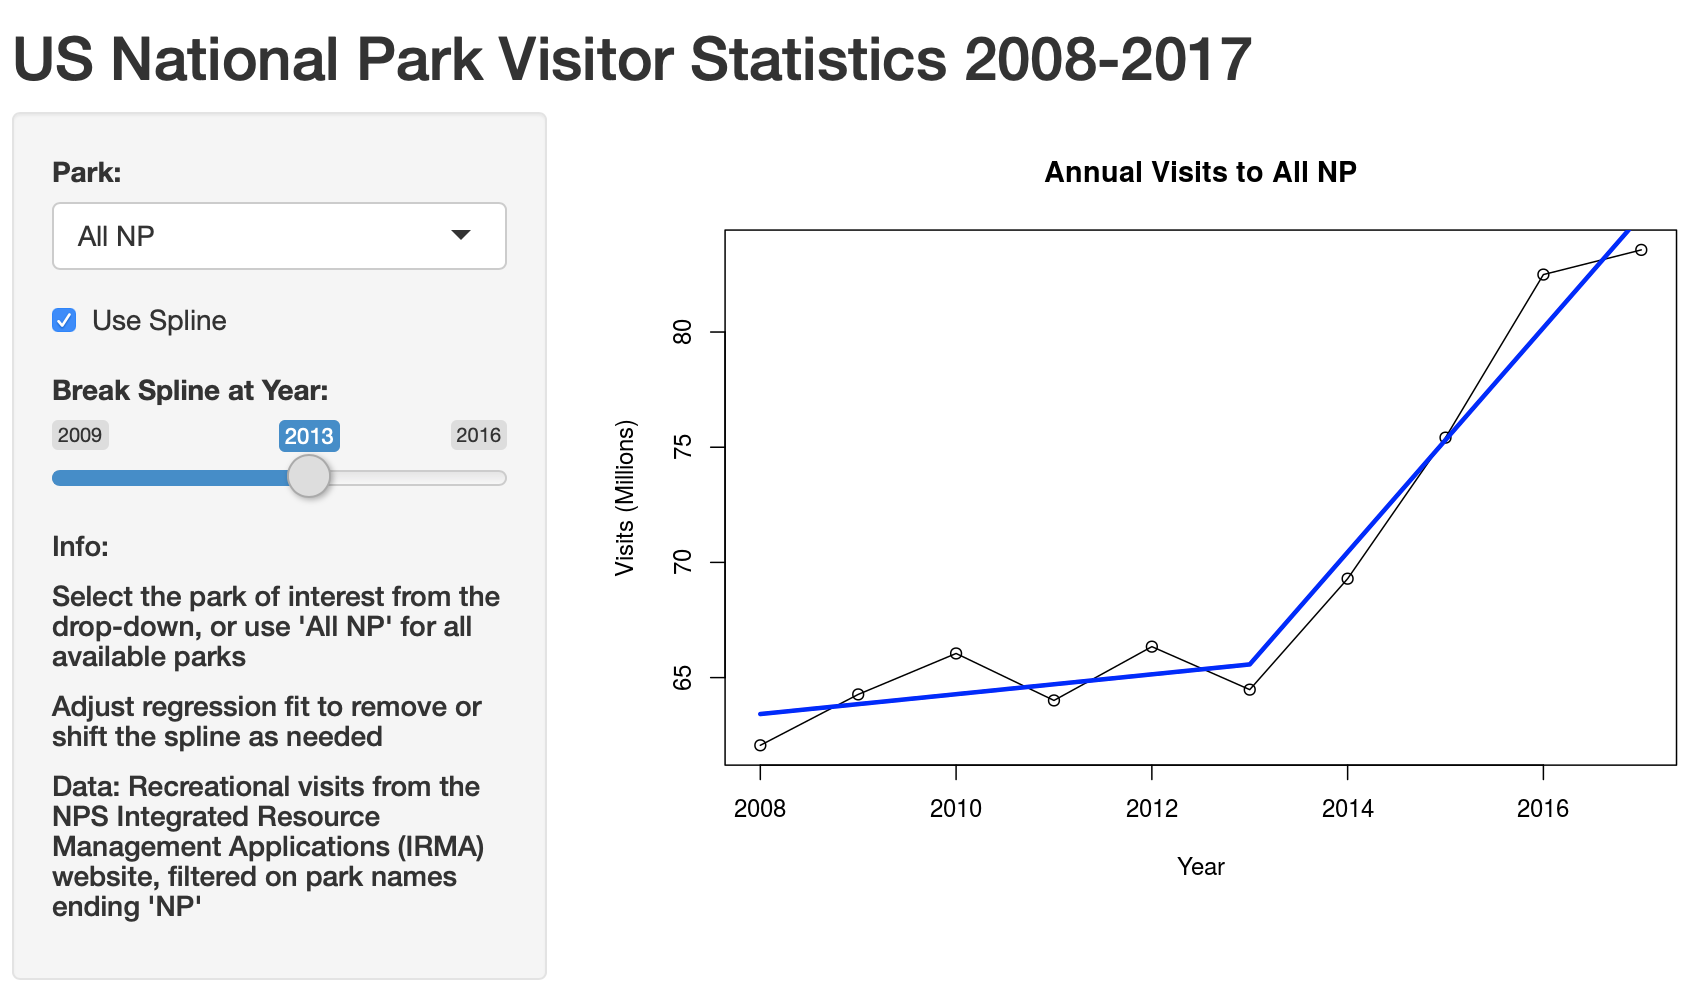 US National Park Visitor Statistics 2008-2017
Park:
All NP
Use Spline
Break Spline at Year:
2009
2013
2016
Info:
Select the park of interest from the
drop-down, or use 'All NP' for all
available parks
Adjust regression fit to remove or
shift the spline as needed
Data: Recreational visits from the
NPS Integrated Resource
Management Applications (IRMA)
website, filtered on park names
ending 'NP'
Annual Visits to All NP
Visits (Millions)
80
75
70
65
2008
2010
2012
2014
2016
Year